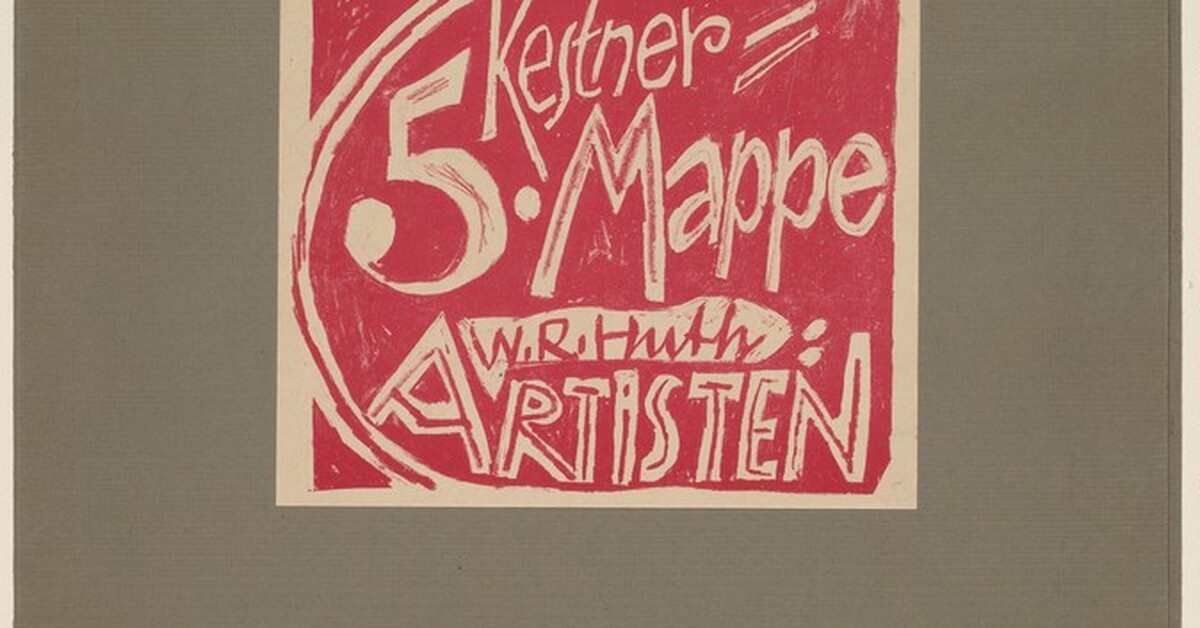 Kestner=
5. Mappe
W.R. Huth:
ARTISTEN